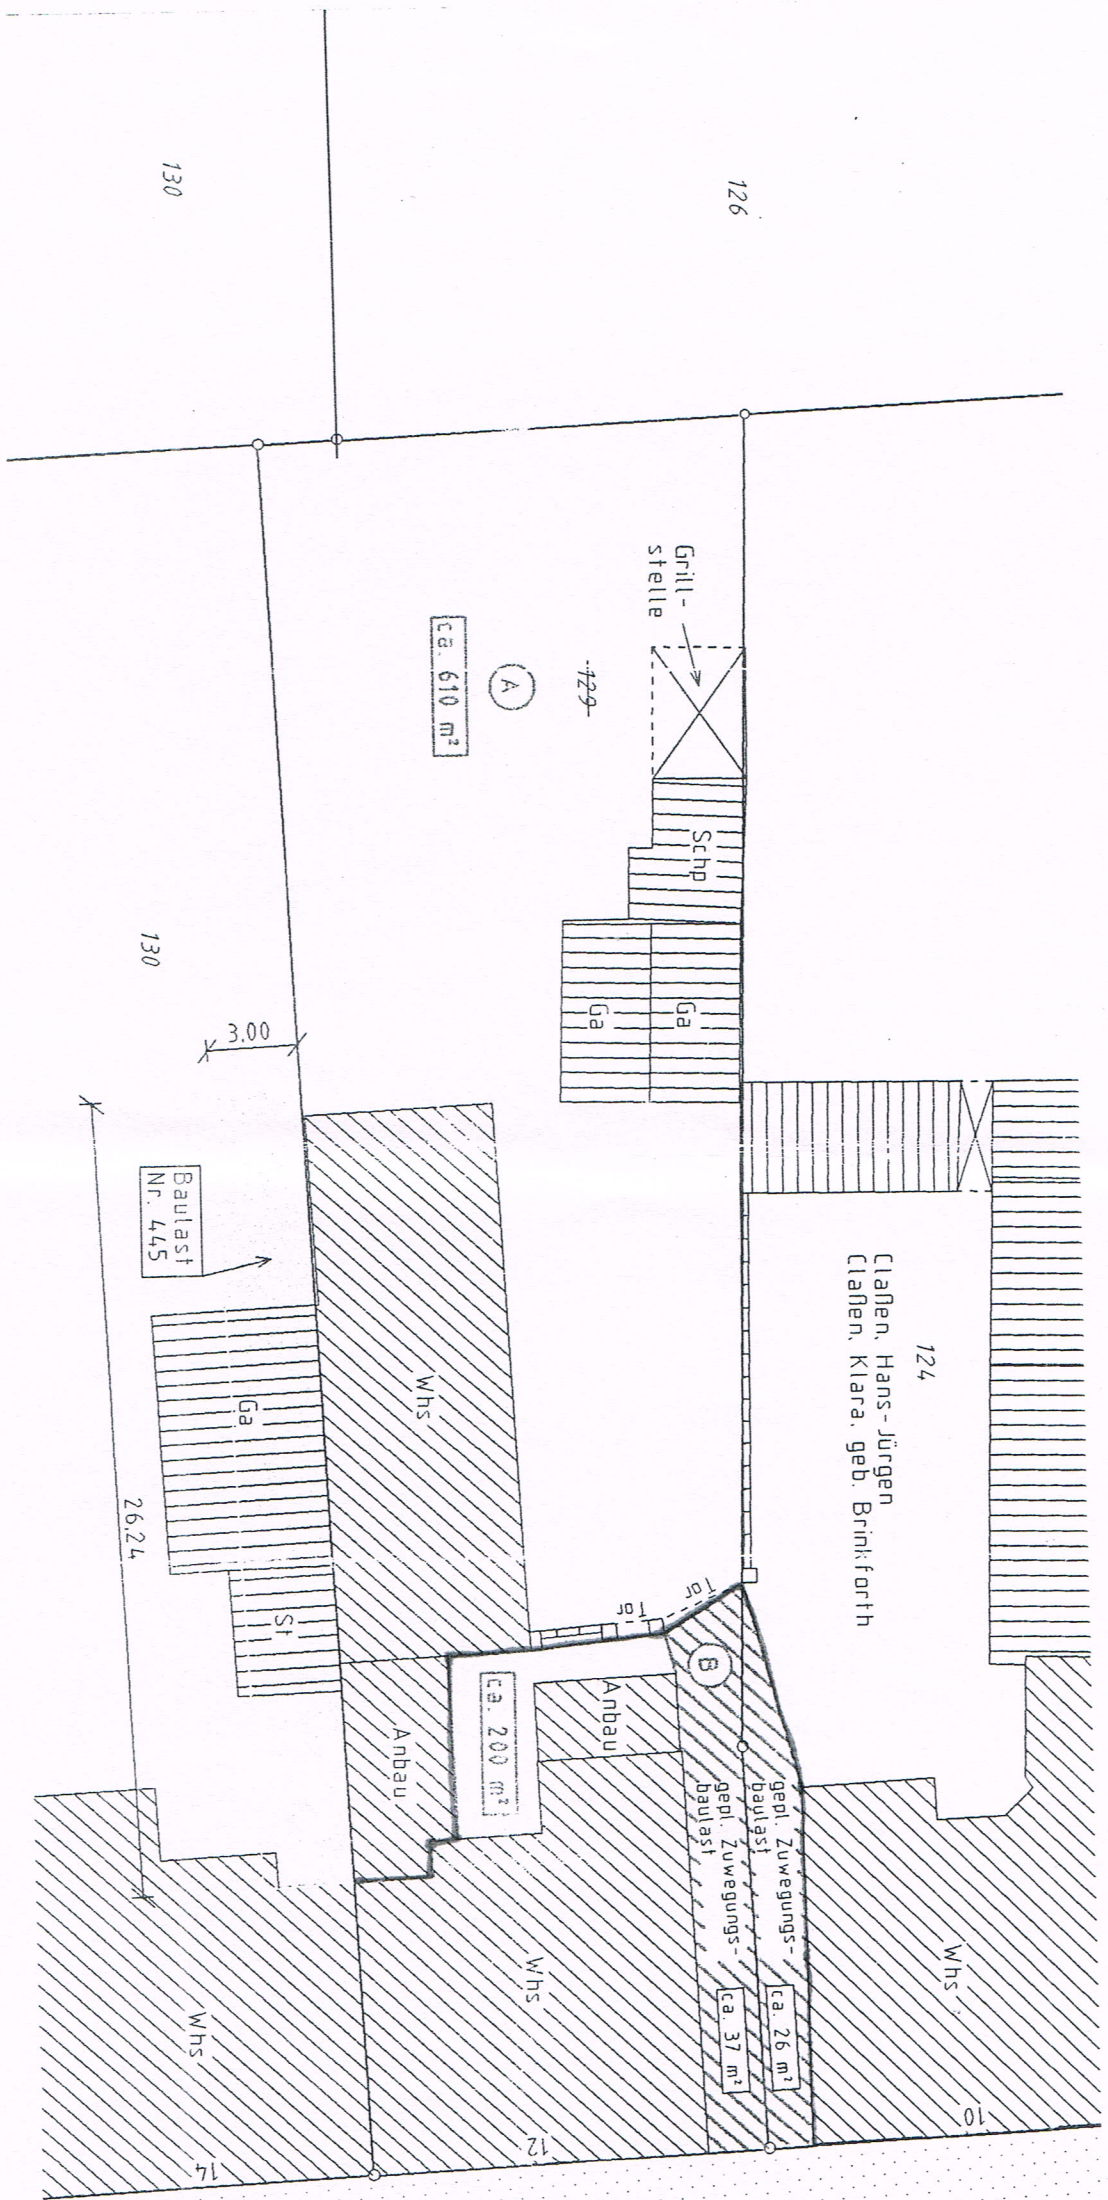 130
126
Grill-
stelle
129
A
ca. 610 m²
Schp
Ga
Ga
130
3.00
Baulast
Nr. 445
26.24
124
Claßen, Hans-Jürgen
Claßen, Klara, geb. Brinkforth
Whs
Ga
St
Tor
Tor
B
Anbau
ca. 200 m²
Anbau
gepl. Zuwegungs-
baulast
gepl. Zuwegungs-
baulast
ca. 26 m²
ca. 37 m²
Whs
Whs
Whs
10
12
14